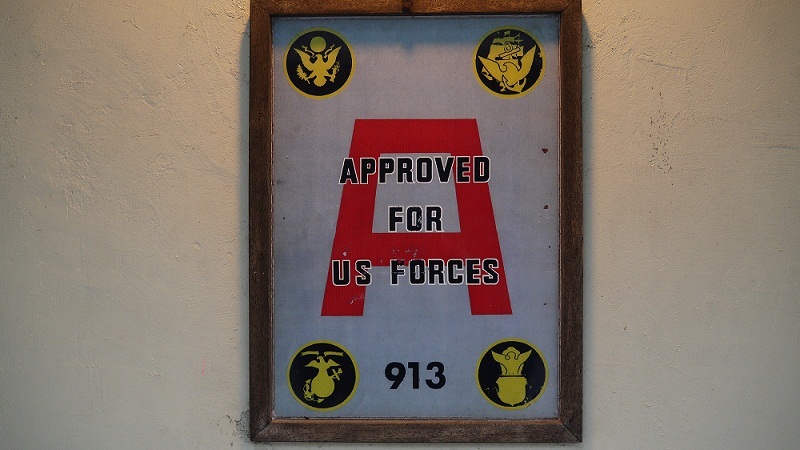 APPROVED
FOR
US FORCES
913